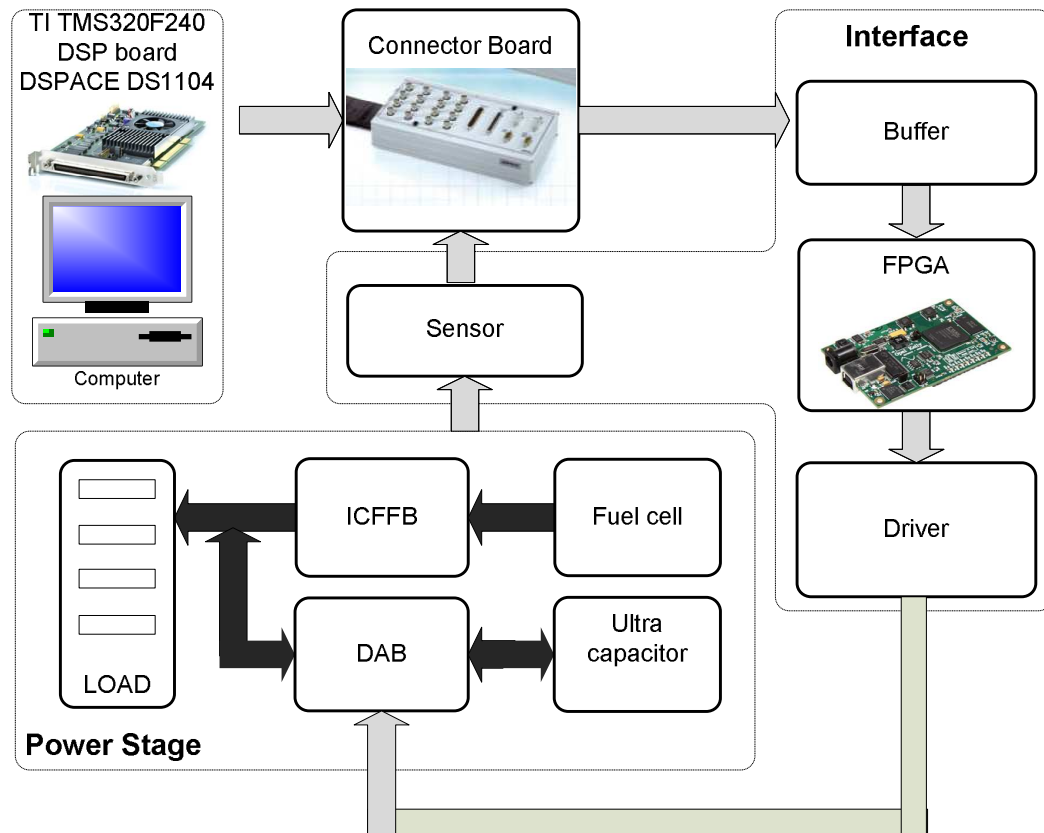 TI TMS320F240
DSP board
DSPACE DS1104
Computer
Connector Board
Interface
Buffer
FPGA
Sensor
Driver
ICFFB
Fuel cell
DAB
Ultra
capacitor
LOAD
Power Stage